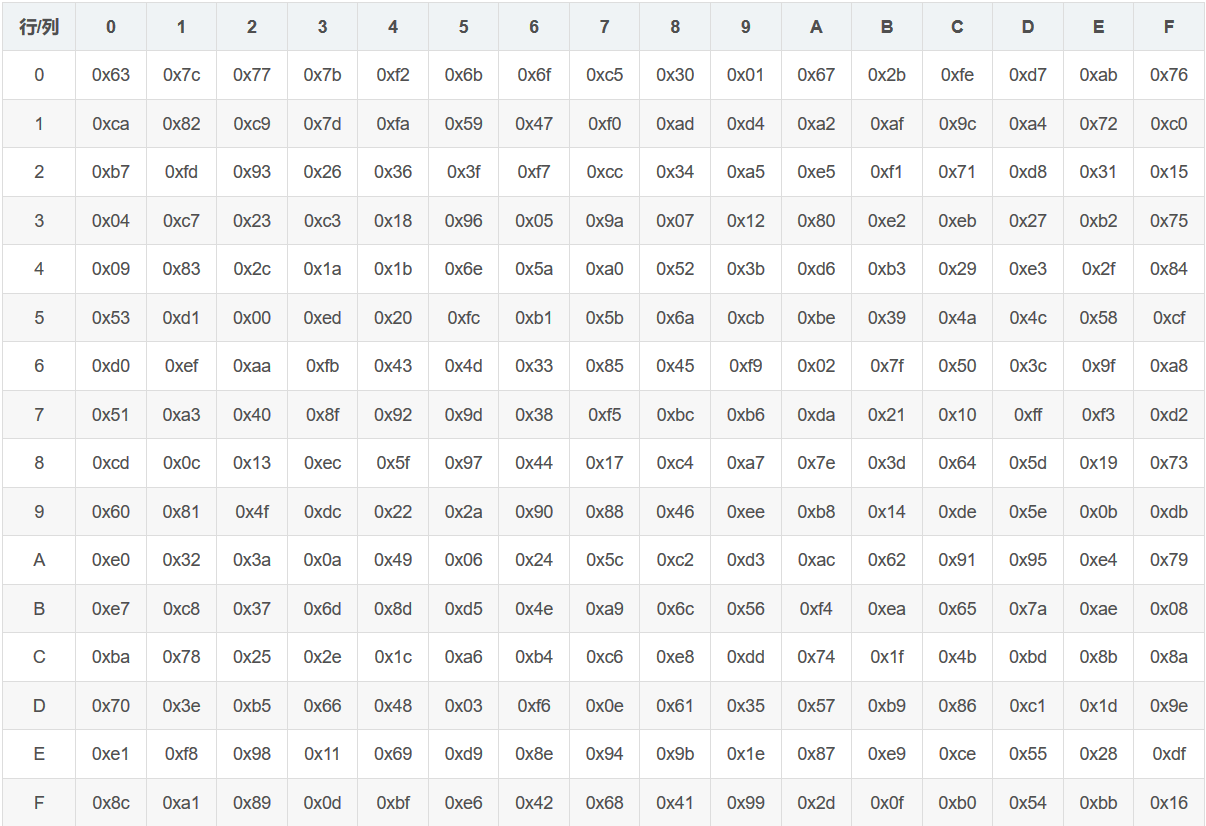 行/列 0 1 2 3 4 5 6 7 8 9 A B C D E F
0 0x63 0x7c 0x77 0x7b 0xf2 0x6b 0x6f 0xc5 0x30 0x01 0x67 0x2b 0xfe 0xd7 0xab 0x76
1 0xca 0x82 0xc9 0x7d 0xfa 0x59 0x47 0xf0 0xad 0xd4 0xa2 0xaf 0x9c 0xa4 0x72 0xc0
2 0xb7 0xfd 0x93 0x26 0x36 0x3f 0xf7 0xcc 0x34 0xa5 0xe5 0xf1 0x71 0xd8 0x31 0x15
3 0x04 0xc7 0x23 0xc3 0x18 0x96 0x05 0x9a 0x07 0x12 0x80 0xe2 0xeb 0x27 0xb2 0x75
4 0x09 0x83 0x2c 0x1a 0x1b 0x6e 0x5a 0xa0 0x52 0x3b 0xd6 0xb3 0x29 0xe3 0x2f 0x84
5 0x53 0xd1 0x00 0xed 0x20 0xfc 0xb1 0x5b 0x6a 0xcb 0xbe 0x39 0x4a 0x4c 0x58 0xcf
6 0xd0 0xef 0xaa 0xfb 0x43 0x4d 0x33 0x85 0x45 0xf9 0x02 0x7f 0x50 0x3c 0x9f 0xa8
7 0x51 0xa3 0x40 0x8f 0x92 0x9d 0x38 0xf5 0xbc 0xb6 0xda 0x21 0x10 0xff 0xf3 0xd2
8 0xcd 0x0c 0x13 0xec 0x5f 0x97 0x44 0x17 0xc4 0xa7 0x7e 0x3d 0x64 0x5d 0x19 0x73
9 0x60 0x81 0x4f 0xdc 0x22 0x2a 0x90 0x88 0x46 0xee 0xb8 0x14 0xde 0x5e 0x0b 0xdb
A 0xe0 0x32 0x3a 0x0a 0x49 0x06 0x24 0x5c 0xc2 0xd3 0xac 0x62 0x91 0x95 0xe4 0x79
B 0xe7 0xc8 0x37 0x6d 0x8d 0xd5 0x4e 0xa9 0x6c 0x56 0xf4 0xea 0x65 0x7a 0xae 0x08
C 0xba 0x78 0x25 0x2e 0x1c 0xa6 0xb4 0xc6 0xe8 0xdd 0x74 0x1f 0x4b 0xbd 0x8b 0x8a
D 0x70 0x3e 0xb5 0x66 0x48 0x03 0xf6 0x0e 0x61 0x35 0x57 0xb9 0x86 0xc1 0x1d 0x9e
E 0xe1 0xf8 0x98 0x11 0x69 0xd9 0x8e 0x94 0x9b 0x1e 0x87 0xe9 0xce 0x55 0x28 0xdf
F 0x8c 0xa1 0x89 0x0d 0xbf 0xe6 0x42 0x68 0x41 0x99 0x2d 0x0f 0xb0 0x54 0xbb 0x16